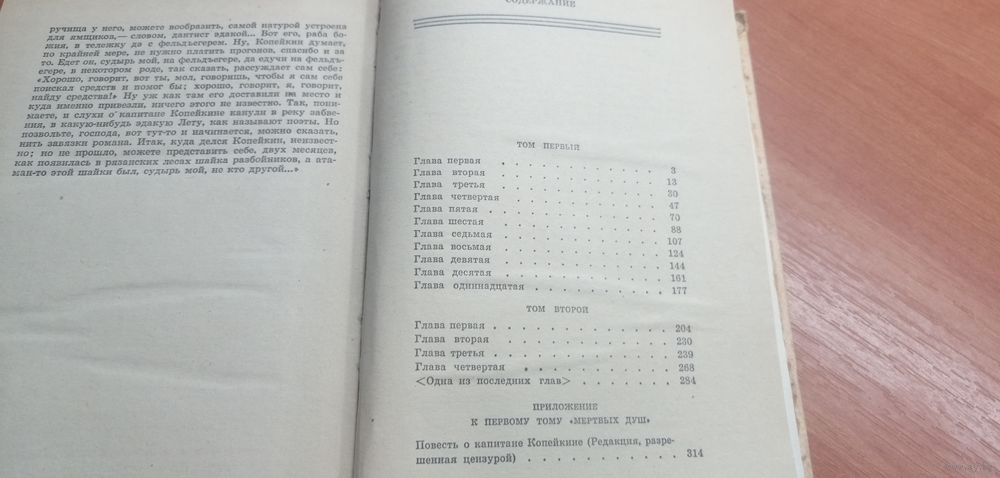 ручища у него, можете вообразить, самой натурой устроена
для ямщиков,— словом, дантист эдакой... Вот его, раба бо-
жия, в тележку да с фельдъегерем. Ну, Копейкин думает,
по крайней мере, не нужно платить прогонов, спасибо и за
то. Едет он, судырь мой, на фельдъегере, да едучи на фельдъ-
егере, в некотором роде, так сказать, рассуждает сам себе:
«Хорошо, говорит, вот ты, мол, говоришь, чтобы я сам себе
поискал средств и помог бы; хорошо, говорит, я, говорит,
найду средства!» Ну уж как там его доставили на место и
куда именно привезли, ничего этого не известно. Так, пони-
маете, и слухи о капитане Копейкине канули в реку забве-
ния, в какую-нибудь эдакую Лету, как называют поэты. Но
позвольте, господа, вот тут-то и начинается, можно сказать,
нить завязки романа. Итак, куда делся Копейкин, неизвест-
но; но не прошло, можете представить себе, двух месяцев,
как появилась в рязанских лесах шайка разбойников, а ата-
ман-то этой шайки был, судырь мой, не кто другой...»
СОДЕРЖАНИЕ
ТОМ ПЕРВЫЙ
Глава первая . . . . . . . . . . . . 3
Глава вторая . . . . . . . . . . . . 13
Глава третья . . . . . . . . . . . . 30
Глава четвертая . . . . . . . . . . . 47
Глава пятая . . . . . . . . . . . . 70
Глава шестая . . . . . . . . . . . . 88
Глава седьмая . . . . . . . . . . . 107
Глава восьмая . . . . . . . . . . . 124
Глава девятая . . . . . . . . . . . 144
Глава десятая . . . . . . . . . . . 161
Глава одиннадцатая . . . . . . . . . 177
ТОМ ВТОРОЙ
Глава первая . . . . . . . . . . . . 204
Глава вторая . . . . . . . . . . . . 230
Глава третья . . . . . . . . . . . . 239
Глава четвертая . . . . . . . . . . . 268
<Одна из последних глав> . . . . . . . 284
ПРИЛОЖЕНИЕ
К ПЕРВОМУ ТОМУ «МЕРТВЫХ ДУШ»
Повесть о капитане Копейкине (Редакция, разре-
шенная цензурой) . . . . . . . . . . . 314